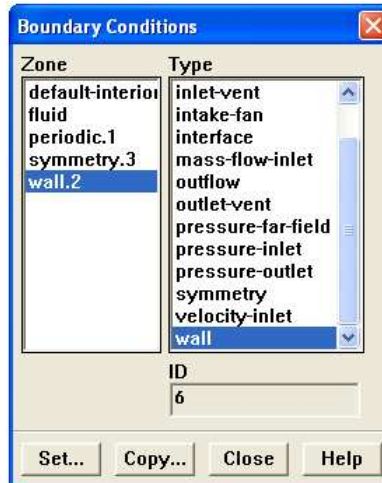 Boundary Conditions
Zone
default-interior
fluid
periodic.1
symmetry.3
wall.2
Type
inlet-vent
intake-fan
interface
mass-flow-inlet
outflow
outlet-vent
pressure-far-field
pressure-inlet
pressure-outlet
symmetry
velocity-inlet
wall
ID
6
Set... Copy... Close Help